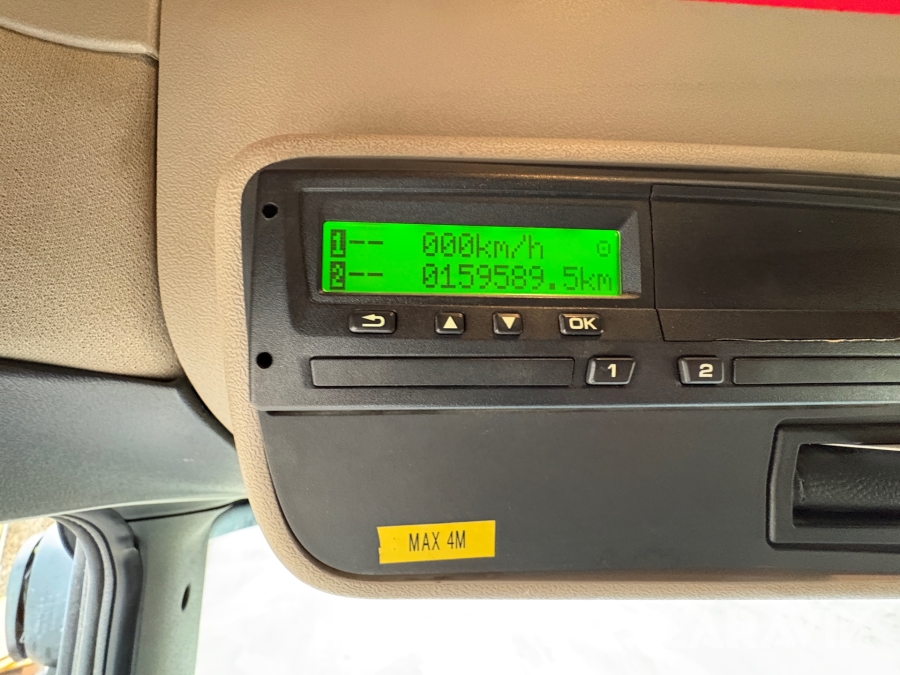 1-- 000km/h
2-- 0159589.5km
OK
1 2
MAX 4M